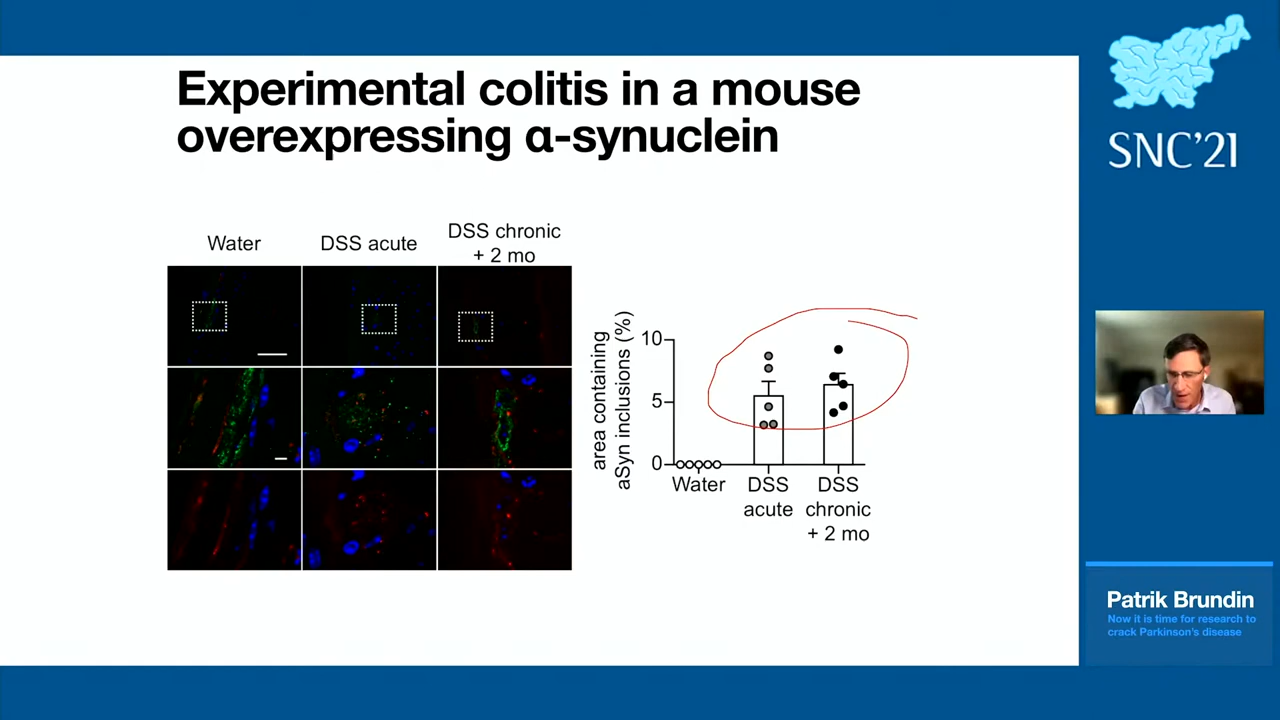 Experimental colitis in a mouse
overexpressing α-synuclein
Water
DSS acute
DSS chronic
+ 2 mo
area containing
aSyn inclusions (%)
10
5
0
Water
DSS
acute
DSS
chronic
+ 2 mo
SNC'21
Patrik Brundin
Now it is time for research to
crack Parkinson's disease